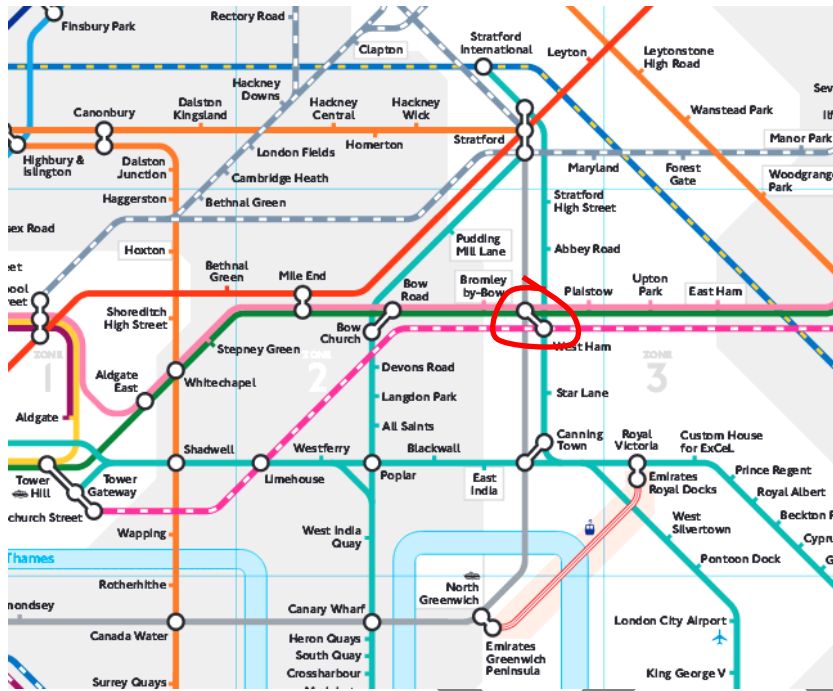 Finsbury Park
Rectory Road
Clapton
Stratford
International
Leyton
Leytonstone
High Road
Hackney
Downs
Canonbury
Dalston
Kingsland
Hackney
Central
Hackney
Wick
Wanstead Park
Highbury &
Islington
Dalston
Junction
London Fields
Homerton
Stratford
Manor Park
Maryland
Forest
Gate
Woodgrange
Park
Haggerston
Cambridge Heath
Bethnal Green
Stratford
High Street
Hoxton
Pudding
Mill Lane
Abbey Road
Bethnal
Green
Mile End
Bow
Road
Bromley
by-Bow
Plaistow
Upton
Park
East Ham
Shoreditch
High Street
Bow
Church
West Ham
ZONE
1
ZONE
2
ZONE
3
Stepney Green
Aldgate
East
Whitechapel
Devons Road
Langdon Park
Star Lane
Aldgate
All Saints
Tower
Hill
Tower
Gateway
Shadwell
Limehouse
Westferry
Poplar
Blackwall
East
India
Canning
Town
Royal
Victoria
Custom House
for ExCeL
Emirates
Royal Docks
Prince Regent
Royal Albert
Beckton P
Cypru
church Street
Wapping
West India
Quay
West
Silvertown
Pontoon Dock
Thames
Rotherhithe
North
Greenwich
mondsey
Canada Water
Canary Wharf
London City Airport
Heron Quays
South Quay
Crossharbour
Emirates
Greenwich
Peninsula
King George V
Surrey Quays